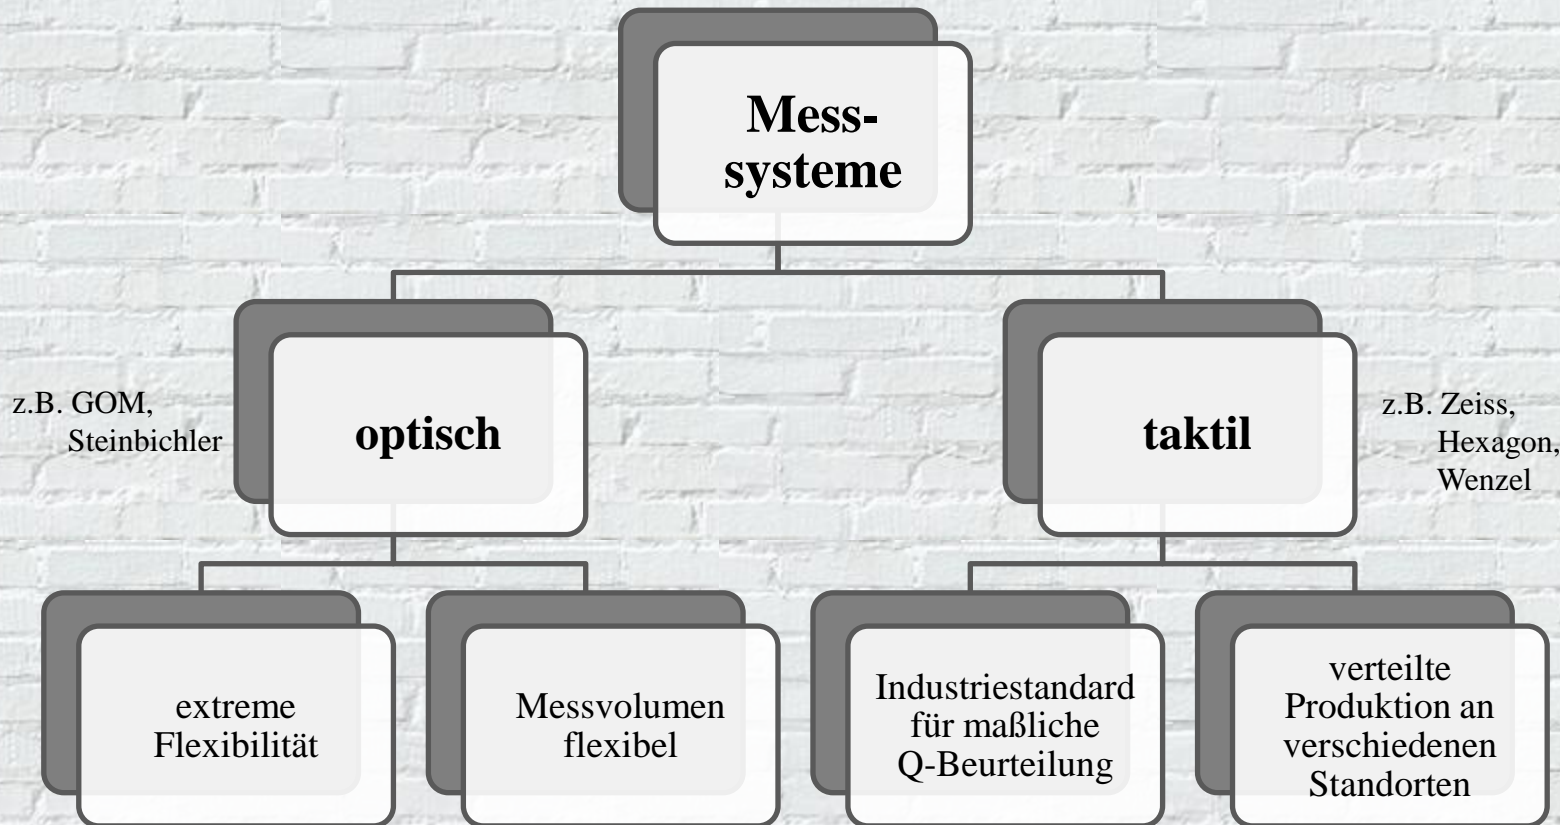 Mess-
systeme
z.B. GOM,
Steinbichler
optisch
taktil
z.B. Zeiss,
Hexagon,
Wenzel
extreme
Flexibilität
Messvolumen
flexibel
Industriestandard
für maßliche
Q-Beurteilung
verteilte
Produktion an
verschiedenen
Standorten